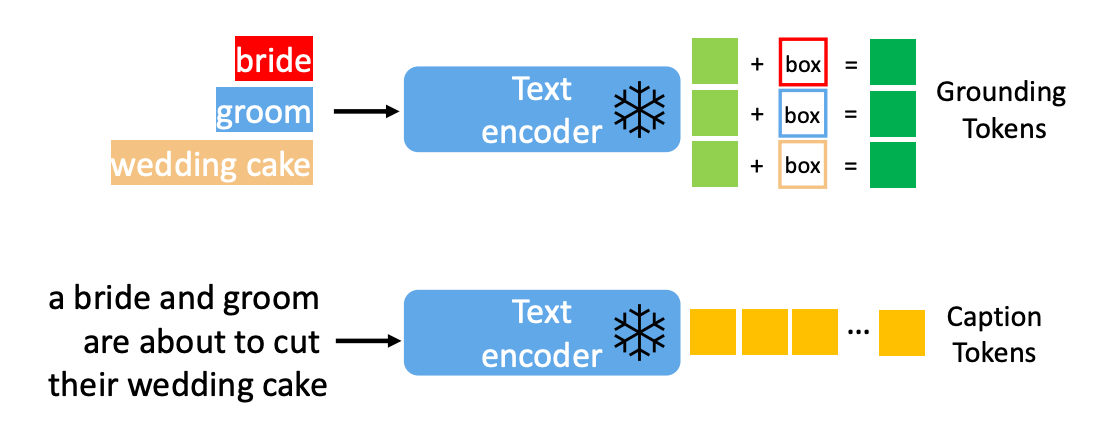 bride
groom
wedding cake
Text
encoder
+ box =
+ box =
+ box =
Grounding
Tokens
a bride and groom
are about to cut
their wedding cake
Text
encoder
...
Caption
Tokens